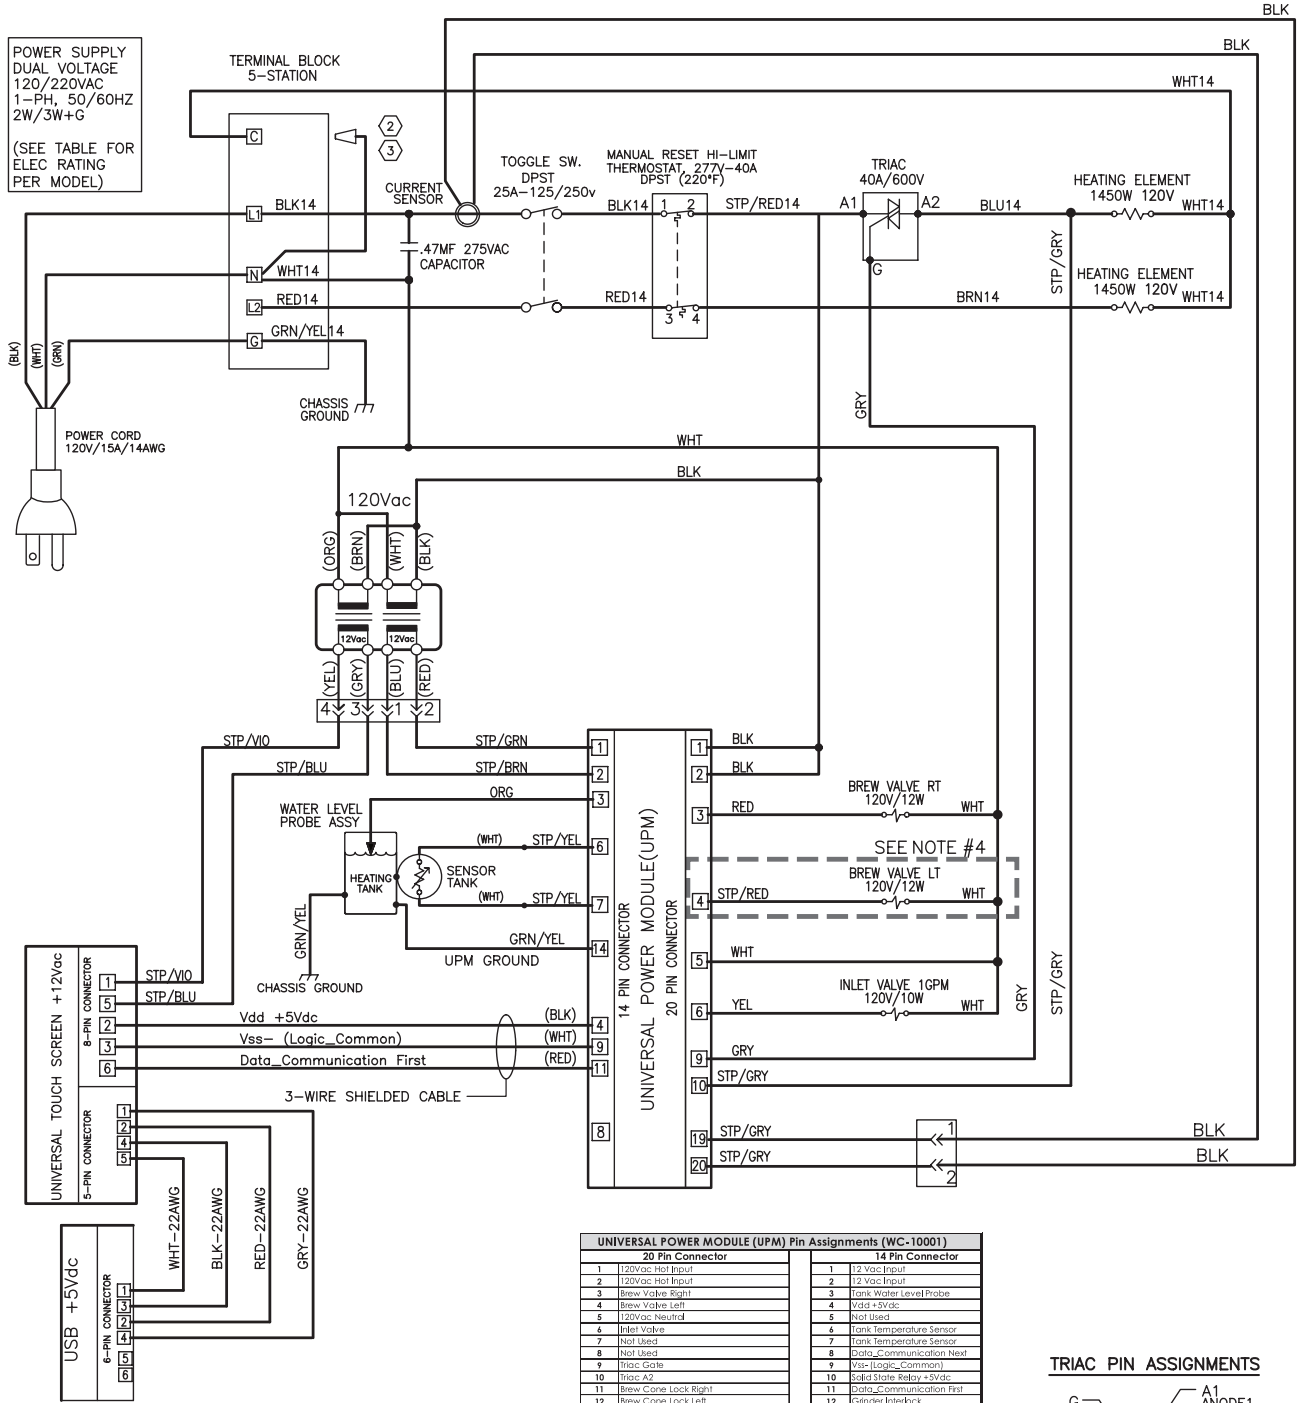 BLK
BLK
POWER SUPPLY
DUAL VOLTAGE
120/220VAC
1-PH, 50/60HZ
2W/3W+G
(SEE TABLE FOR
ELEC RATING
PER MODEL)
TERMINAL BLOCK
5-STATION
WHT14
C
2
3
CURRENT
SENSOR
TOGGLE SW.
DPST
25A-125/250v
MANUAL RESET HI-LIMIT
THERMOSTAT, 277V-40A
DPST (220°F)
TRIAC
40A/600V
HEATING ELEMENT
1450W 120V
L1
BLK14
BLK14
1
2
STP/RED14
A1
A2
BLU14
WHT14
.47MF 275VAC
CAPACITOR
G
STP/GRY
N
WHT14
HEATING ELEMENT
1450W 120V
L2
RED14
RED14
3
4
BRN14
WHT14
G
GRN/YEL14
(BLK)
(WHT)
(GRN)
CHASSIS
GROUND
GRY
POWER CORD
120V/15A/14AWG
WHT
BLK
120Vac
(ORG)
(BRN)
(WHT)
(BLK)
12Vac
12Vac
(YEL)
(GRY)
(BLU)
(RED)
4
3
1
2
STP/VIO
STP/GRN
1
1
BLK
STP/BLU
STP/BRN
2
2
BLK
ORG
3
BREW VALVE RT
120V/12W
3
RED
WHT
WATER LEVEL
PROBE ASSY
(WHT)
STP/YEL
6
SEE NOTE #4
HEATING
TANK
SENSOR
TANK
BREW VALVE LT
120V/12W
(WHT)
STP/YEL
7
4
STP/RED
WHT
GRN/YEL
GRN/YEL
14
UPM GROUND
CHASSIS GROUND
5
WHT
14 PIN CONNECTOR
UNIVERSAL POWER MODULE(UPM)
20 PIN CONNECTOR
INLET VALVE 1GPM
120V/10W
6
YEL
WHT
GRY
STP/GRY
UNIVERSAL TOUCH SCREEN +12Vac
8-PIN CONNECTOR
1
STP/VIO
5
STP/BLU
2
Vdd +5Vdc
(BLK)
4
3
Vss- (Logic_Common)
(WHT)
9
6
Data_Communication First
(RED)
11
9
GRY
10
STP/GRY
3-WIRE SHIELDED CABLE
5-PIN CONNECTOR
1
2
4
5
8
19
STP/GRY
1
BLK
20
STP/GRY
2
BLK
WHT-22AWG
BLK-22AWG
RED-22AWG
GRY-22AWG
USB +5Vdc
6-PIN CONNECTOR
1
3
2
4
5
6
UNIVERSAL POWER MODULE (UPM) Pin Assignments (WC-10001)
20 Pin Connector
14 Pin Connector
1 120Vac Hot Input
1 12 Vac Input
2 120Vac Hot Input
2 12 Vac Input
3 Brew Valve Right
3 Tank Water Level Probe
4 Brew Valve Left
4 Vdd +5Vdc
5 120Vac Neutral
5 Not Used
6 Inlet Valve
6 Tank Temperature Sensor
7 Not Used
7 Tank Temperature Sensor
8 Not Used
8 Data_Communication Next
9 Triac Gate
9 Vss- (Logic_Common)
10 Triac A2
10 Solid State Relay +5Vdc
11 Brew Cone Lock Right
11 Data_Communication First
12 Brew Cone Lock Left
12 Grinder Interlock
TRIAC PIN ASSIGNMENTS
G
A1
ANODE1